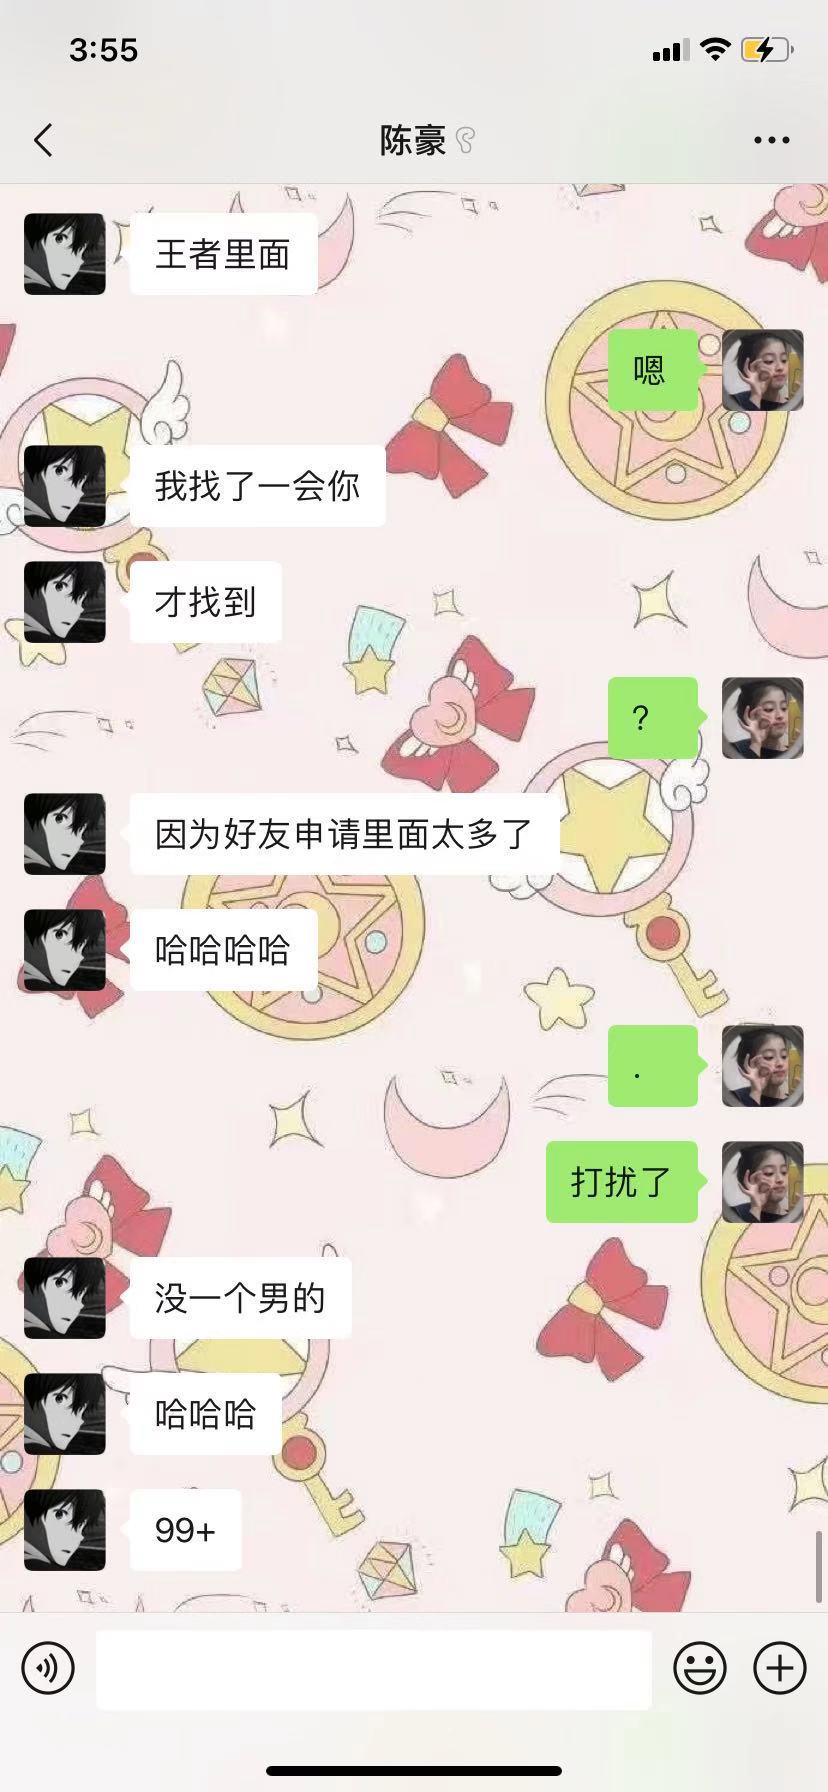 3:55
陈豪
王者里面
嗯
我找了一会你
才找到
？
因为好友申请里面太多了
哈哈哈哈
.
打扰了
没一个男的
哈哈哈
99+